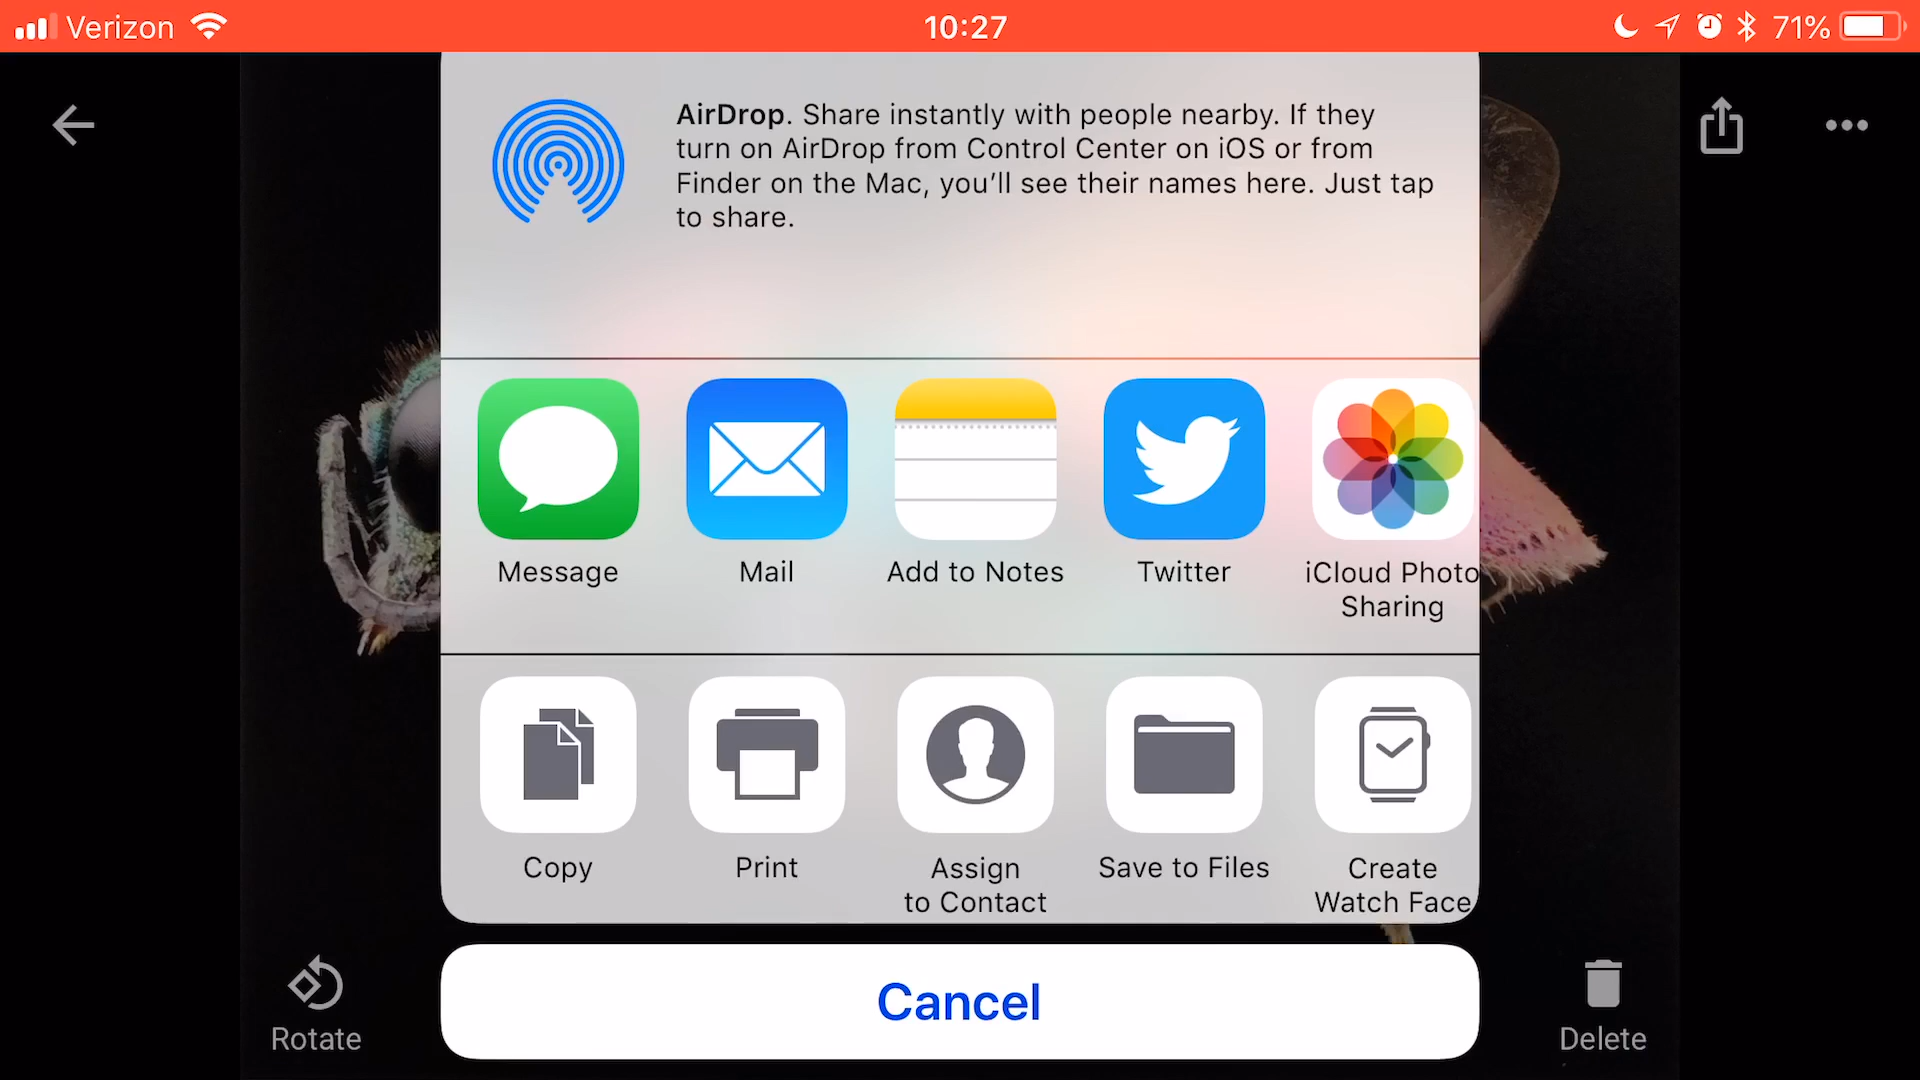 Verizon 10:27 71%
AirDrop. Share instantly with people nearby. If they
turn on AirDrop from Control Center on iOS or from
Finder on the Mac, you'll see their names here. Just tap
to share.
Message Mail Add to Notes Twitter iCloud Photo
Sharing
Copy Print Assign Save to Files Create
to Contact Watch Face
Cancel
Rotate Delete